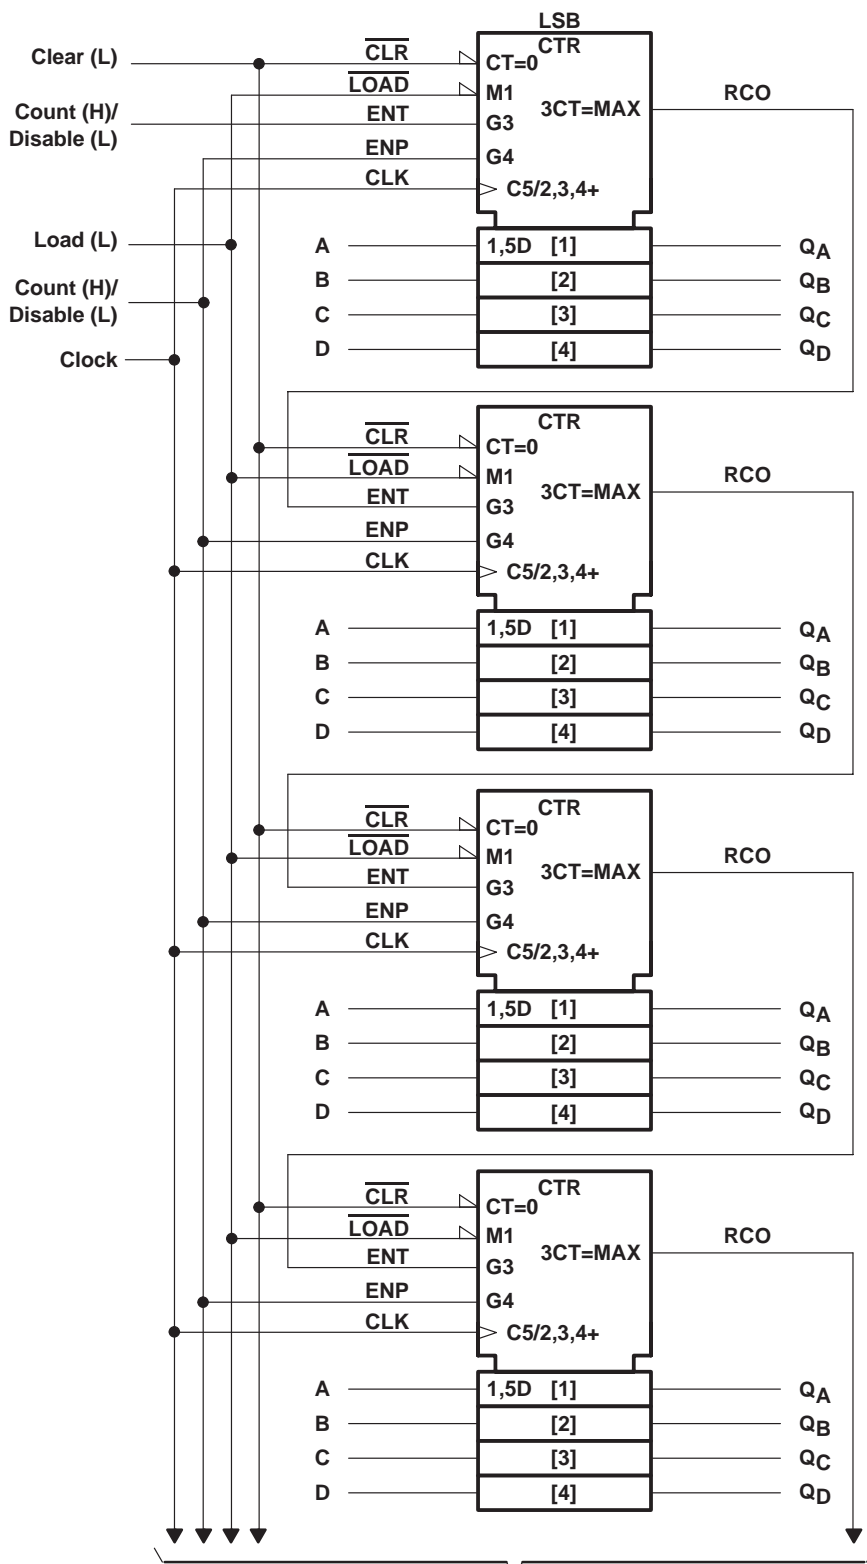 LSB
CTR
Clear (L)
CLR
CT=0
LOAD
M1
3CT=MAX
RCO
Count (H)/
Disable (L)
ENT
G3
ENP
G4
CLK
C5/2,3,4+
Load (L)
A
1,5D [1]
QA
Count (H)/
Disable (L)
B
[2]
QB
C
[3]
QC
Clock
D
[4]
QD
CTR
CLR
CT=0
LOAD
M1
3CT=MAX
RCO
ENT
G3
ENP
G4
CLK
C5/2,3,4+
A
1,5D [1]
QA
B
[2]
QB
C
[3]
QC
D
[4]
QD
CTR
CLR
CT=0
LOAD
M1
3CT=MAX
RCO
ENT
G3
ENP
G4
CLK
C5/2,3,4+
A
1,5D [1]
QA
B
[2]
QB
C
[3]
QC
D
[4]
QD
CTR
CLR
CT=0
LOAD
M1
3CT=MAX
RCO
ENT
G3
ENP
G4
CLK
C5/2,3,4+
A
1,5D [1]
QA
B
[2]
QB
C
[3]
QC
D
[4]
QD